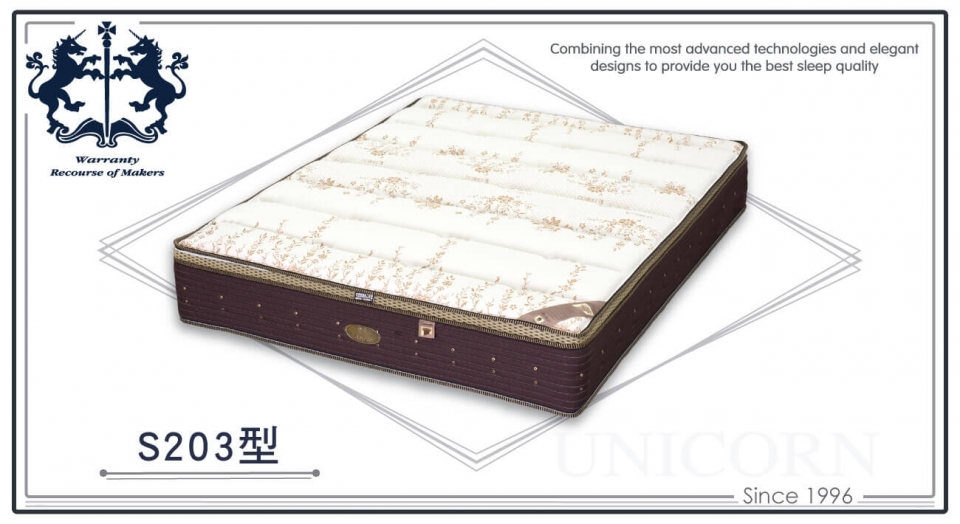 Combining the most advanced technologies and elegant
designs to provide you the best sleep quality
Warranty
Recourse of Makers
S203型
UNICORN
Since 1996